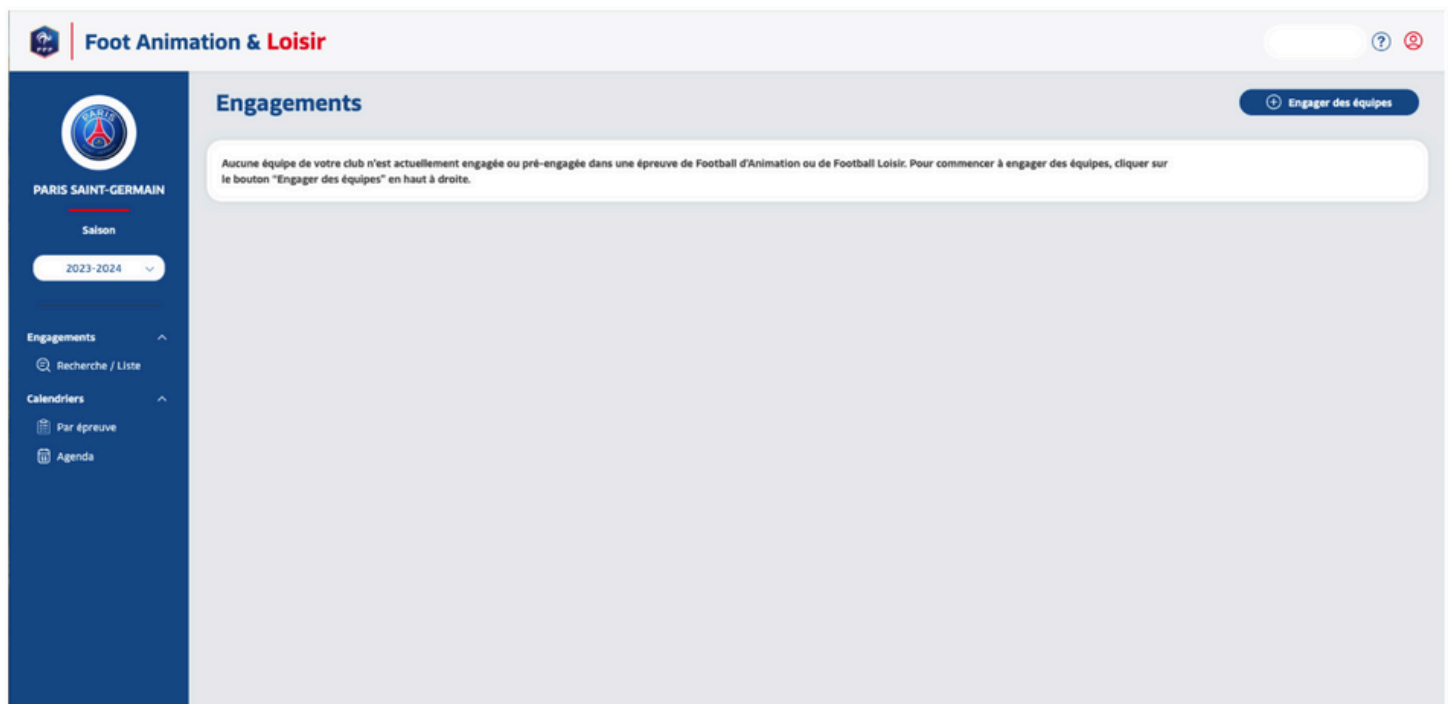 FFF
Foot Animation & Loisir
?
PARIS
PARIS SAINT-GERMAIN
Saison
2023-2024
Engagements
Recherche / Liste
Calendriers
Par épreuve
Agenda
Engagements
Engager des équipes
Aucune équipe de votre club n'est actuellement engagée ou pré-engagée dans une épreuve de Football d'Animation ou de Football Loisir. Pour commencer à engager des équipes, cliquer sur
le bouton "Engager des équipes" en haut à droite.